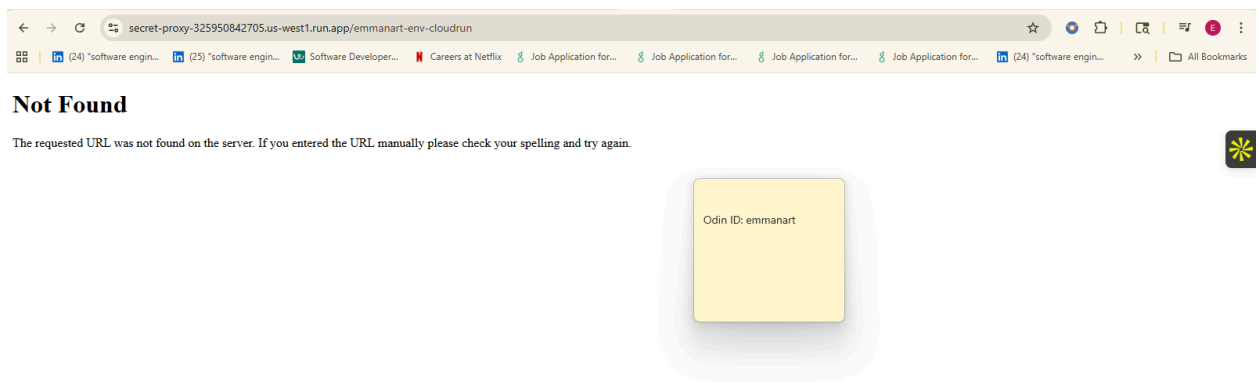 secret-proxy-325950842705.us-west1.run.app/emmanart-env-cloudrun
E
(24) "software engin...
(25) "software engin...
Software Developer...
Careers at Netflix
Job Application for...
Job Application for...
Job Application for...
Job Application for...
(24) "software engin...
»
All Bookmarks
Not Found
The requested URL was not found on the server. If you entered the URL manually please check your spelling and try again.
Odin ID: emmanart